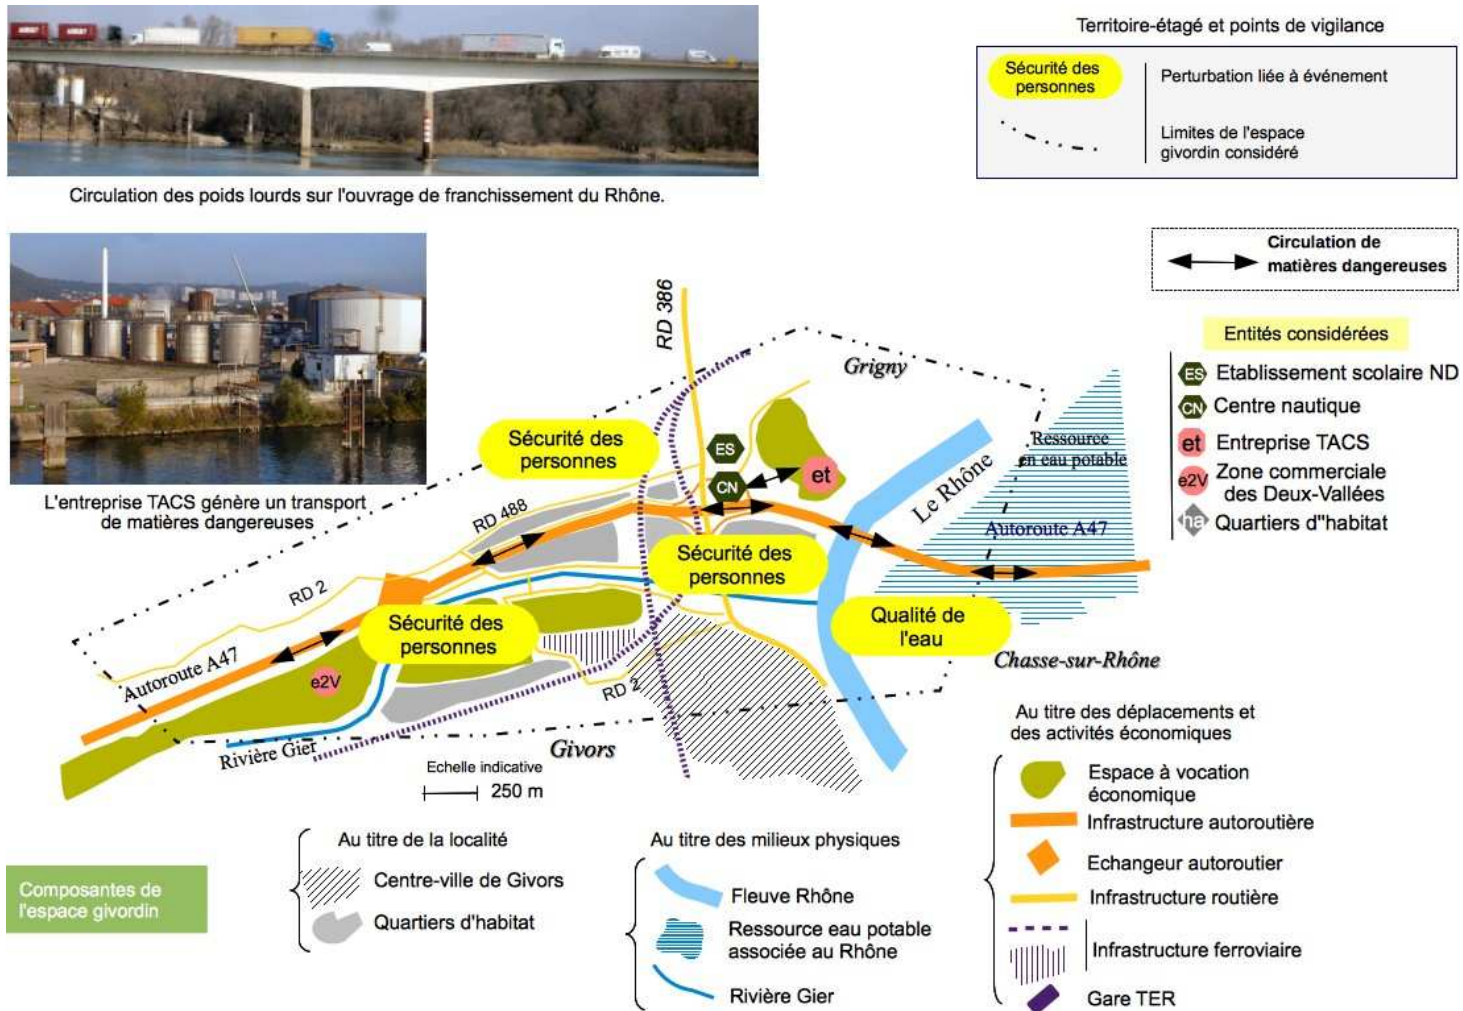 Territoire-étagé et points de vigilance
Sécurité des
personnes
Perturbation liée à événement
Limites de l'espace
givordin considéré
Circulation des poids lourds sur l'ouvrage de franchissement du Rhône.
Circulation de
matières dangereuses
Entités considérées
ES Etablissement scolaire ND
CN Centre nautique
et Entreprise TACS
e2V Zone commerciale
des Deux-Vallées
ha Quartiers d"habitat
L'entreprise TACS génère un transport
de matières dangereuses
RD 386
Grigny
Sécurité des
personnes
ES
CN
et
Ressource
en eau potable
Le Rhône
RD 488
Autoroute A47
Sécurité des
personnes
RD 2
Sécurité des
personnes
Qualité de
l'eau
Autoroute A47
e2V
RD 2
Chasse-sur-Rhône
Rivière Gier
Givors
Echelle indicative
250 m
Composantes de
l'espace givordin
Au titre de la localité
Centre-ville de Givors
Quartiers d'habitat
Au titre des milieux physiques
Fleuve Rhône
Ressource eau potable
associée au Rhône
Rivière Gier
Au titre des déplacements et
des activités économiques
Espace à vocation
économique
Infrastructure autoroutière
Echangeur autoroutier
Infrastructure routière
Infrastructure ferroviaire
Gare TER